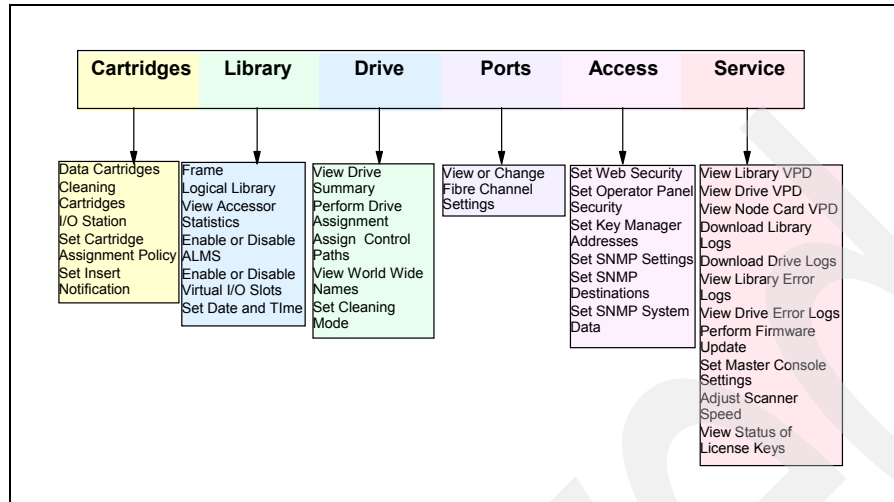 Cartridges Library Drive Ports Access Service
Data Cartridges
Cleaning
Cartridges
I/O Station
Set Cartridge
Assignment Policy
Set Insert
Notification
Frame
Logical Library
View Accessor
Statistics
Enable or Disable
ALMS
Enable or Disable
Virtual I/O Slots
Set Date and TIme
View Drive
Summary
Perform Drive
Assignment
Assign Control
Paths
View World Wide
Names
Set Cleaning
Mode
View or Change
Fibre Channel
Settings
Set Web Security
Set Operator Panel
Security
Set Key Manager
Addresses
Set SNMP Settings
Set SNMP
Destinations
Set SNMP System
Data
View Library VPD
View Drive VPD
View Node Card VPD
Download Library
Logs
Download Drive Logs
View Library Error
Logs
View Drive Error Logs
Perform Firmware
Update
Set Master Console
Settings
Adjust Scanner
Speed
View Status of
License Keys